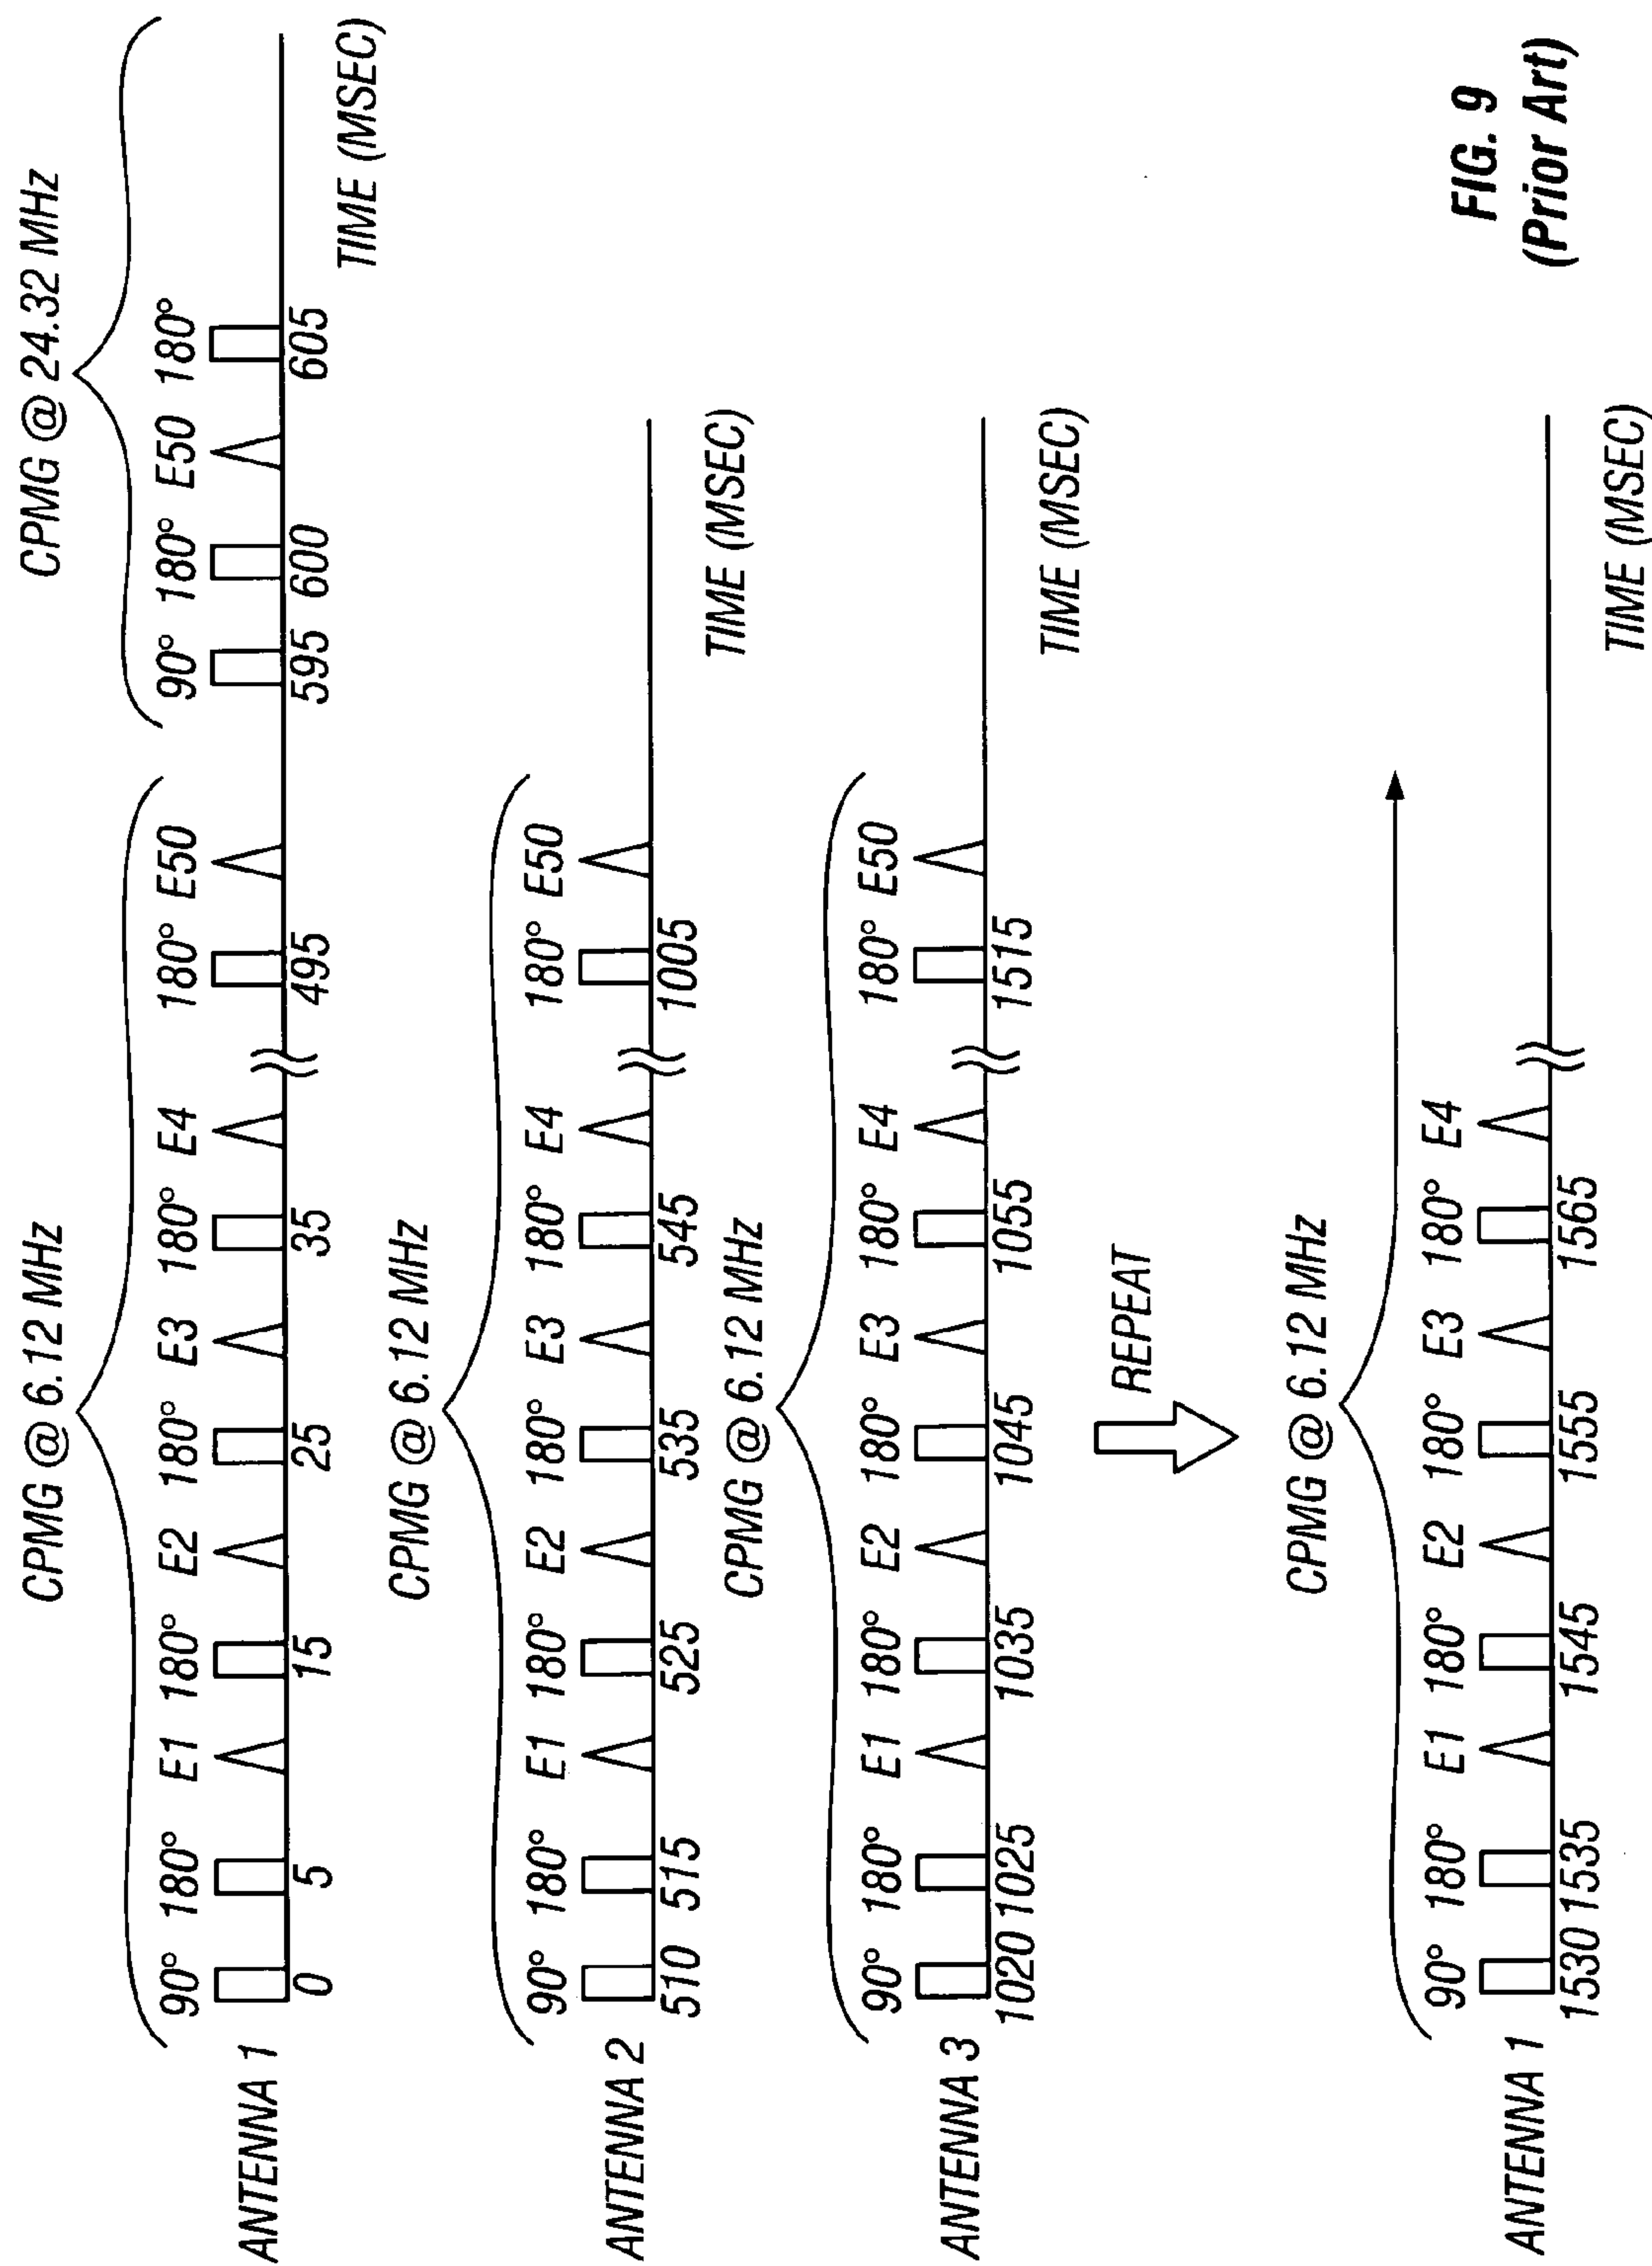 CPMG @ 6.12 MHz CPMG @ 24.32 MHz
90° 180° E1 180° E2 180° E3 180° E4 180° E50 90° 180° E50 180°
ANTENNA 1
0 5 15 25 35 495 595 600 605
TIME (MSEC)
CPMG @ 6.12 MHz
90° 180° E1 180° E2 180° E3 180° E4 180° E50
ANTENNA 2
510 515 525 535 545 1005
TIME (MSEC)
CPMG @ 6.12 MHz
90° 180° E1 180° E2 180° E3 180° E4 180° E50
ANTENNA 3
1020 1025 1035 1045 1055 1515
TIME (MSEC)
REPEAT
CPMG @ 6.12 MHz
90° 180° E1 180° E2 180° E3 180° E4
ANTENNA 1
1530 1535 1545 1555 1565
TIME (MSEC)
FIG. 9
(Prior Art)